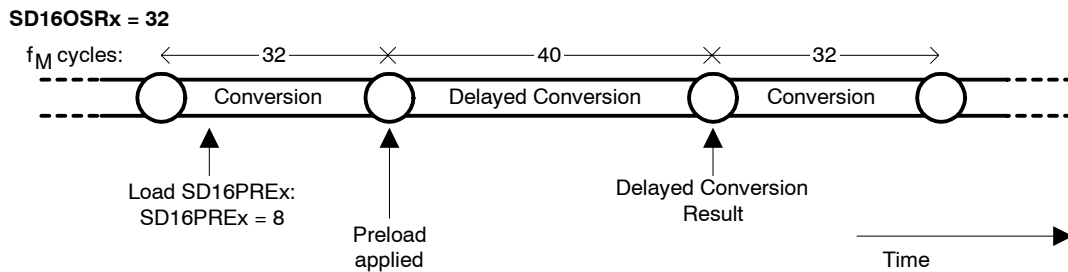 SD16OSRx = 32
f M cycles: 32 40 32
Conversion Delayed Conversion Conversion
Load SD16PREx:
SD16PREx = 8
Delayed Conversion
Result
Preload
applied
Time